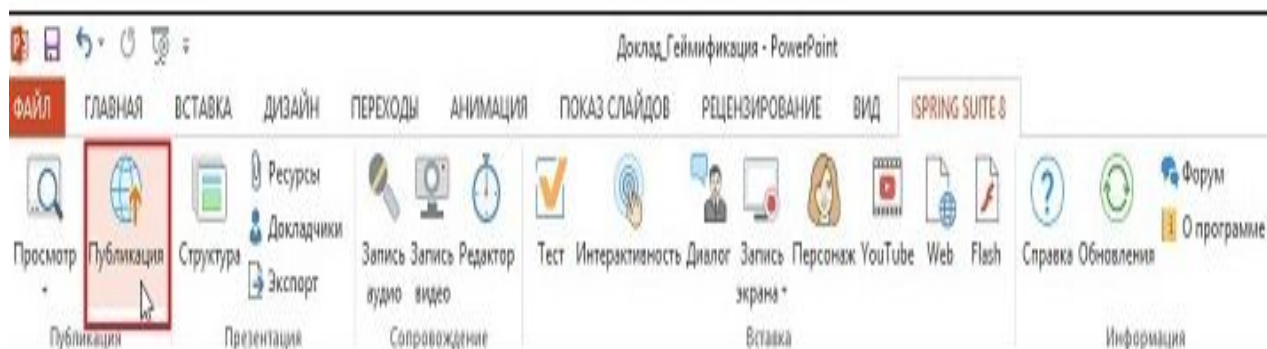 Доклад_Геймификация - PowerPoint
ФАЙЛ ГЛАВНАЯ ВСТАВКА ДИЗАЙН ПЕРЕХОДЫ АНИМАЦИЯ ПОКАЗ СЛАЙДОВ РЕЦЕНЗИРОВАНИЕ ВИД ISPRING SUITE 8
Просмотр
Публикация
Публикация
Структура
Ресурсы
Докладчики
Экспорт
Презентация
Запись
аудио
Запись
видео
Редактор
Сопровождение
Тест
Интерактивность
Диалог
Запись
экрана
Персонаж
YouTube
Web
Flash
Вставка
Справка
Обновления
Форум
О программе
Информация